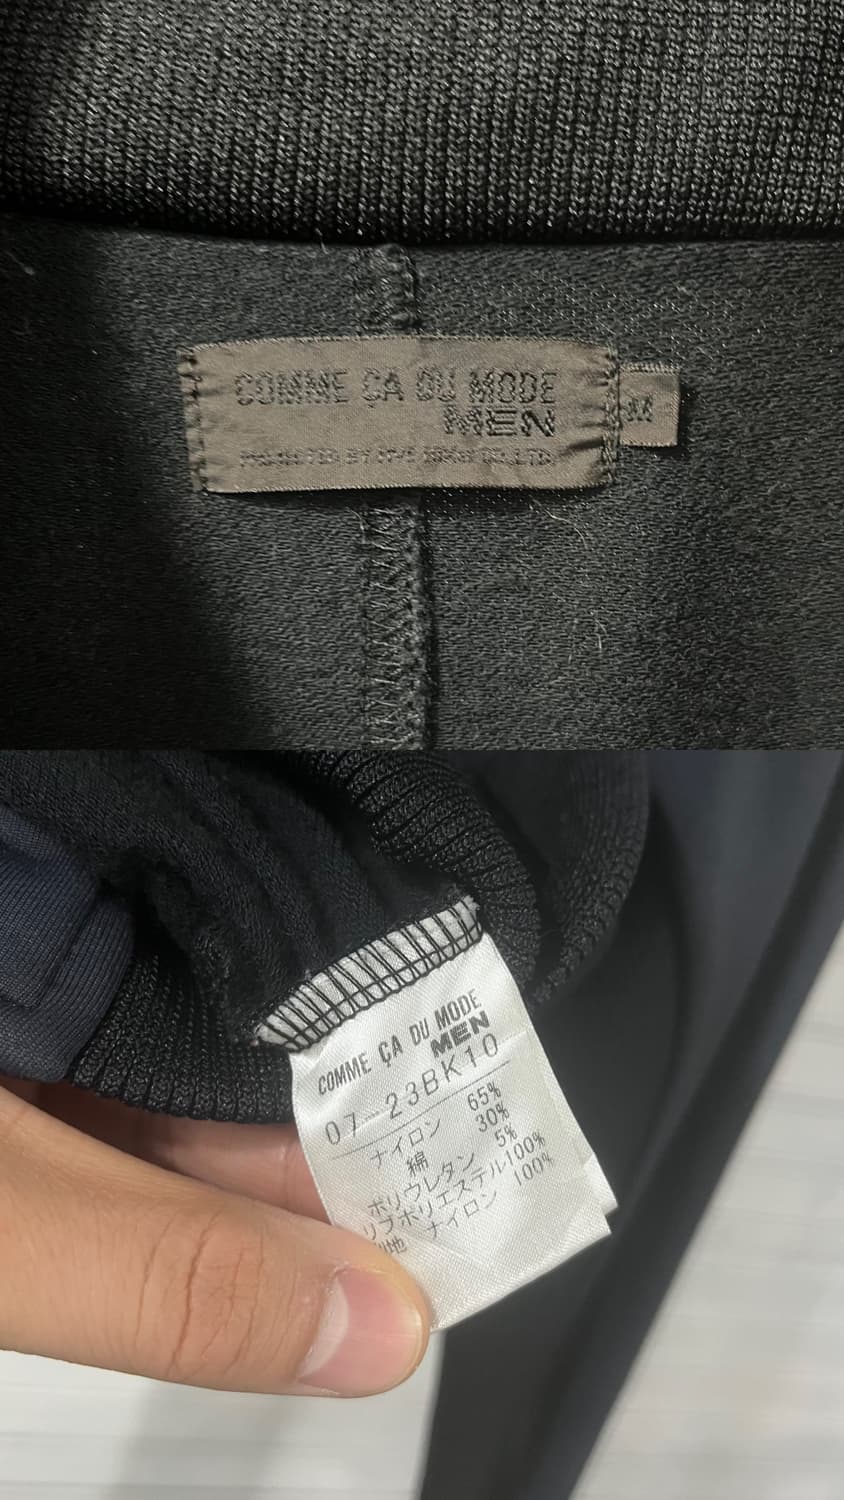 COMME ÇA DU MODE
MEN
M
COMME ÇA DU MODE
MEN
07-23BK10
ナイロン 65%
綿 30%
ポリウレタン 5%
リブポリエステル100%
別地 ナイロン 100%